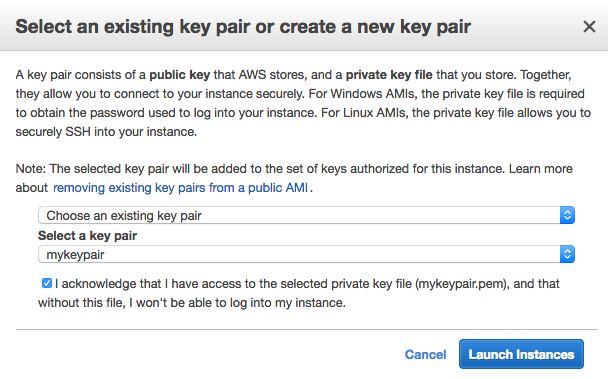 Select an existing key pair or create a new key pair
A key pair consists of a public key that AWS stores, and a private key file that you store. Together,
they allow you to connect to your instance securely. For Windows AMIs, the private key file is required
to obtain the password used to log into your instance. For Linux AMIs, the private key file allows you to
securely SSH into your instance.
Note: The selected key pair will be added to the set of keys authorized for this instance. Learn more
about removing existing key pairs from a public AMI.
Choose an existing key pair
Select a key pair
mykeypair
I acknowledge that I have access to the selected private key file (mykeypair.pem), and that
without this file, I won't be able to log into my instance.
Cancel Launch Instances